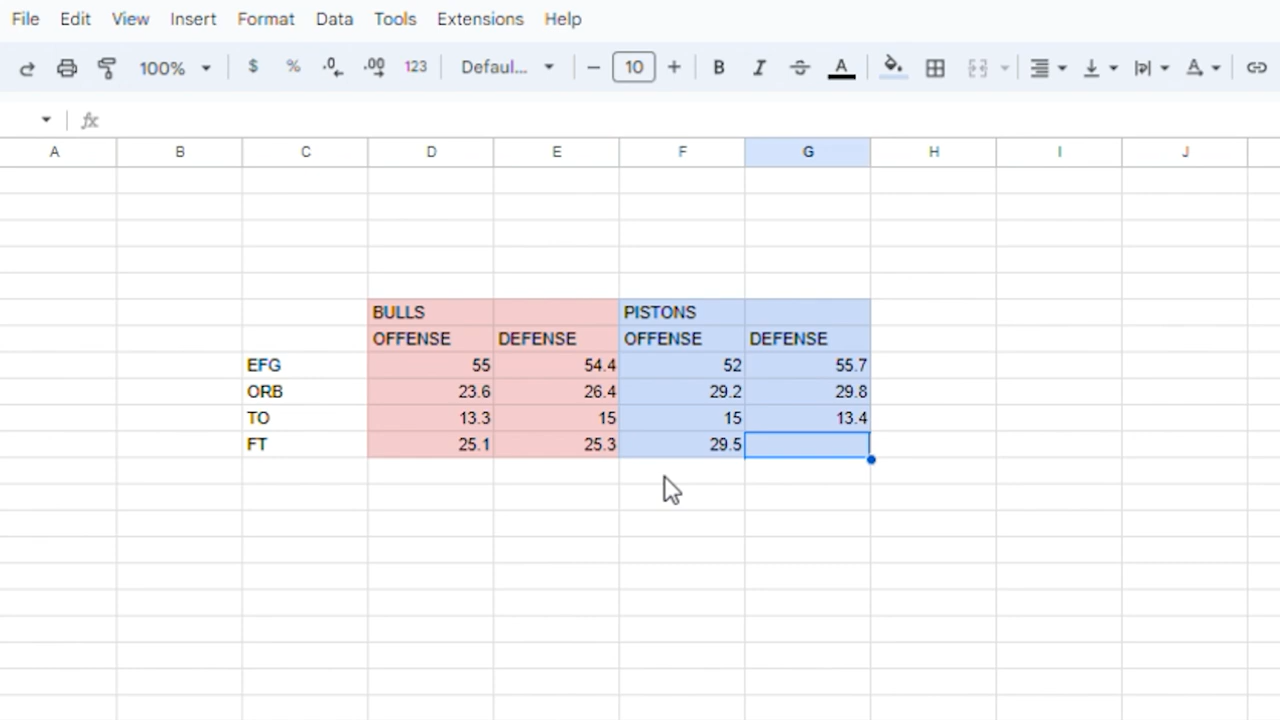 File Edit View Insert Format Data Tools Extensions Help
100% $ % .0 .00 123 Defaul... − 10 + B I S A A
fx
A B C D E F G H I J
BULLS PISTONS
OFFENSE DEFENSE OFFENSE DEFENSE
EFG 55 54.4 52 55.7
ORB 23.6 26.4 29.2 29.8
TO 13.3 15 15 13.4
FT 25.1 25.3 29.5